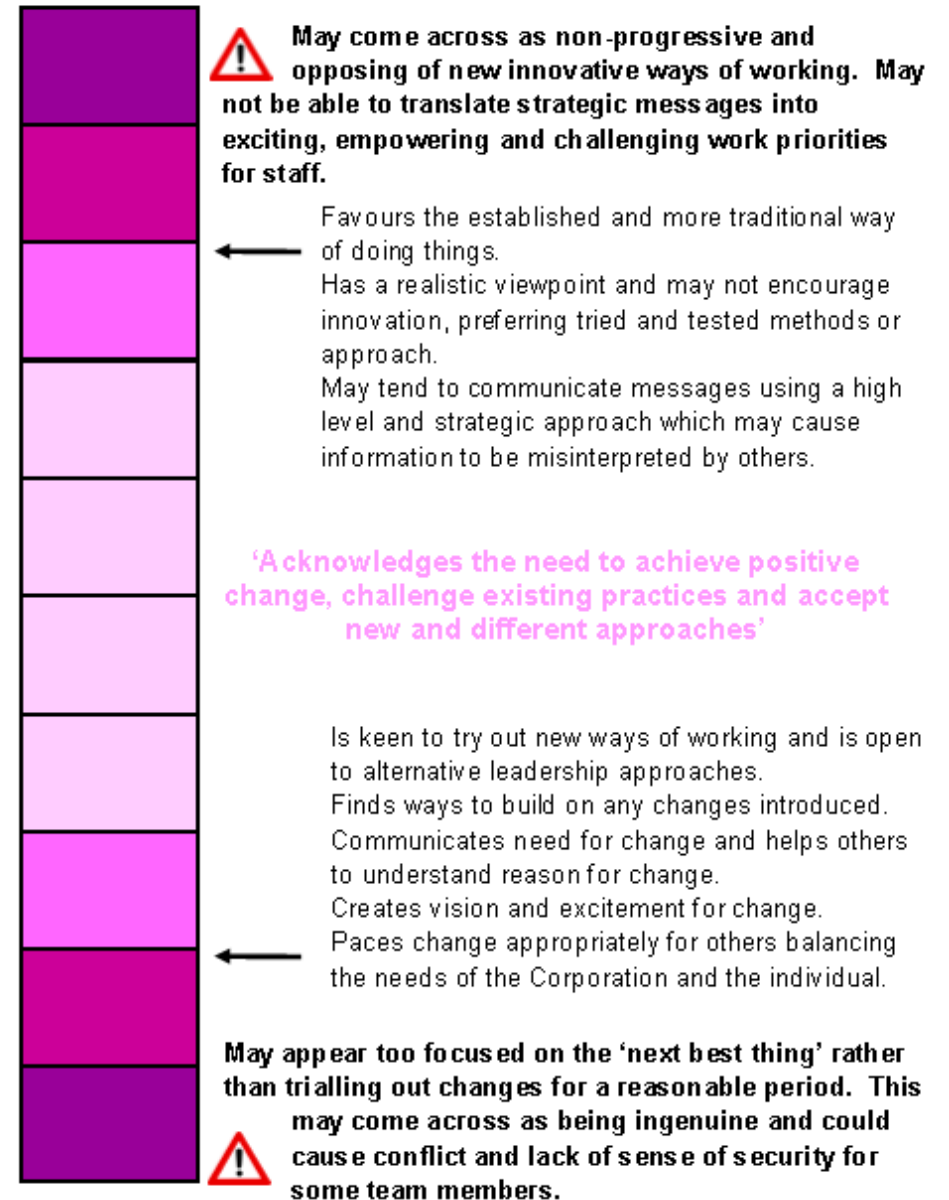 May come across as non-progressive and
opposing of new innovative ways of working. May
not be able to translate strategic messages into
exciting, empowering and challenging work priorities
for staff.
Favours the established and more traditional way
of doing things.
Has a realistic viewpoint and may not encourage
innovation, preferring tried and tested methods or
approach.
May tend to communicate messages using a high
level and strategic approach which may cause
information to be misinterpreted by others.
‘Acknowledges the need to achieve positive
change, challenge existing practices and accept
new and different approaches’
Is keen to try out new ways of working and is open
to alternative leadership approaches.
Finds ways to build on any changes introduced.
Communicates need for change and helps others
to understand reason for change.
Creates vision and excitement for change.
Paces change appropriately for others balancing
the needs of the Corporation and the individual.
May appear too focused on the ‘next best thing’ rather
than trialling out changes for a reasonable period. This
may come across as being ingenuine and could
cause conflict and lack of sense of security for
some team members.